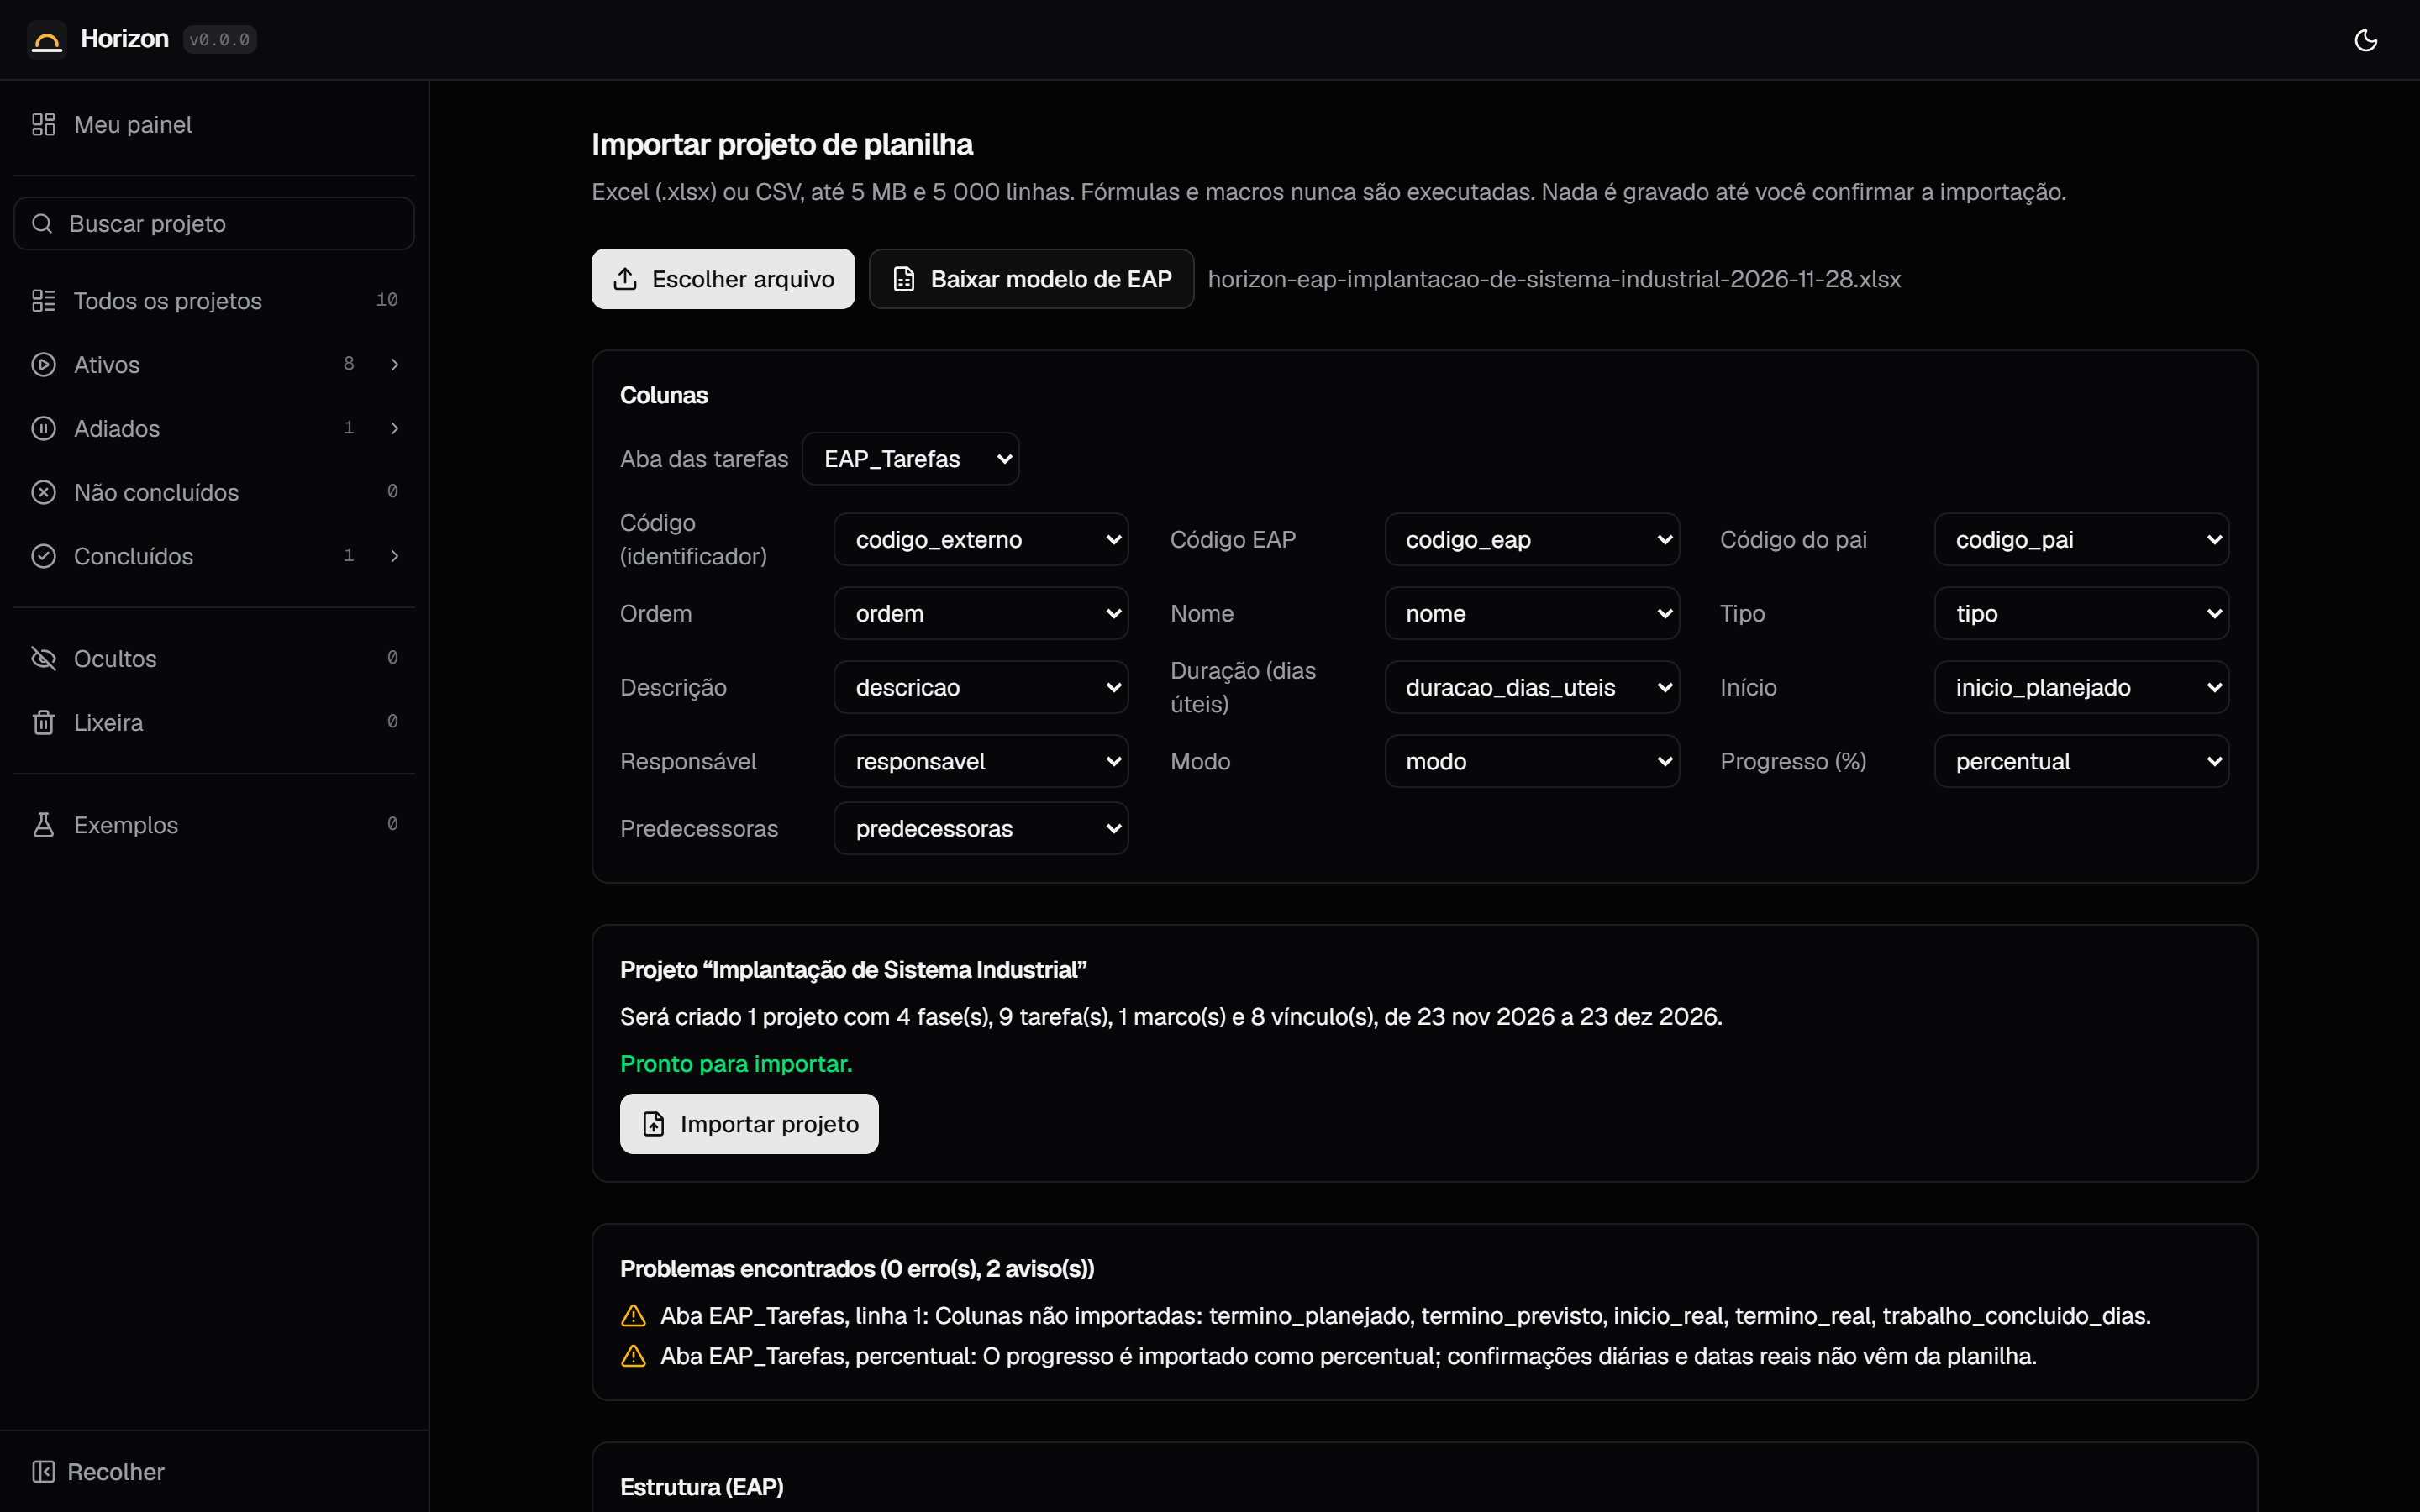 Horizon v0.0.0
Meu painel
Buscar projeto
Todos os projetos 10
Ativos 8
Adiados 1
Não concluídos 0
Concluídos 1
Ocultos 0
Lixeira 0
Exemplos 0
Recolher
Importar projeto de planilha
Excel (.xlsx) ou CSV, até 5 MB e 5 000 linhas. Fórmulas e macros nunca são executadas. Nada é gravado até você confirmar a importação.
Escolher arquivo Baixar modelo de EAP horizon-eap-implantacao-de-sistema-industrial-2026-11-28.xlsx
Colunas
Aba das tarefas EAP_Tarefas
Código (identificador) codigo_externo Código EAP codigo_eap Código do pai codigo_pai
Ordem ordem Nome nome Tipo tipo
Descrição descricao Duração (dias úteis) duracao_dias_uteis Início inicio_planejado
Responsável responsavel Modo modo Progresso (%) percentual
Predecessoras predecessoras
Projeto “Implantação de Sistema Industrial”
Será criado 1 projeto com 4 fase(s), 9 tarefa(s), 1 marco(s) e 8 vínculo(s), de 23 nov 2026 a 23 dez 2026.
Pronto para importar.
Importar projeto
Problemas encontrados (0 erro(s), 2 aviso(s))
Aba EAP_Tarefas, linha 1: Colunas não importadas: termino_planejado, termino_previsto, inicio_real, termino_real, trabalho_concluido_dias.
Aba EAP_Tarefas, percentual: O progresso é importado como percentual; confirmações diárias e datas reais não vêm da planilha.
Estrutura (EAP)